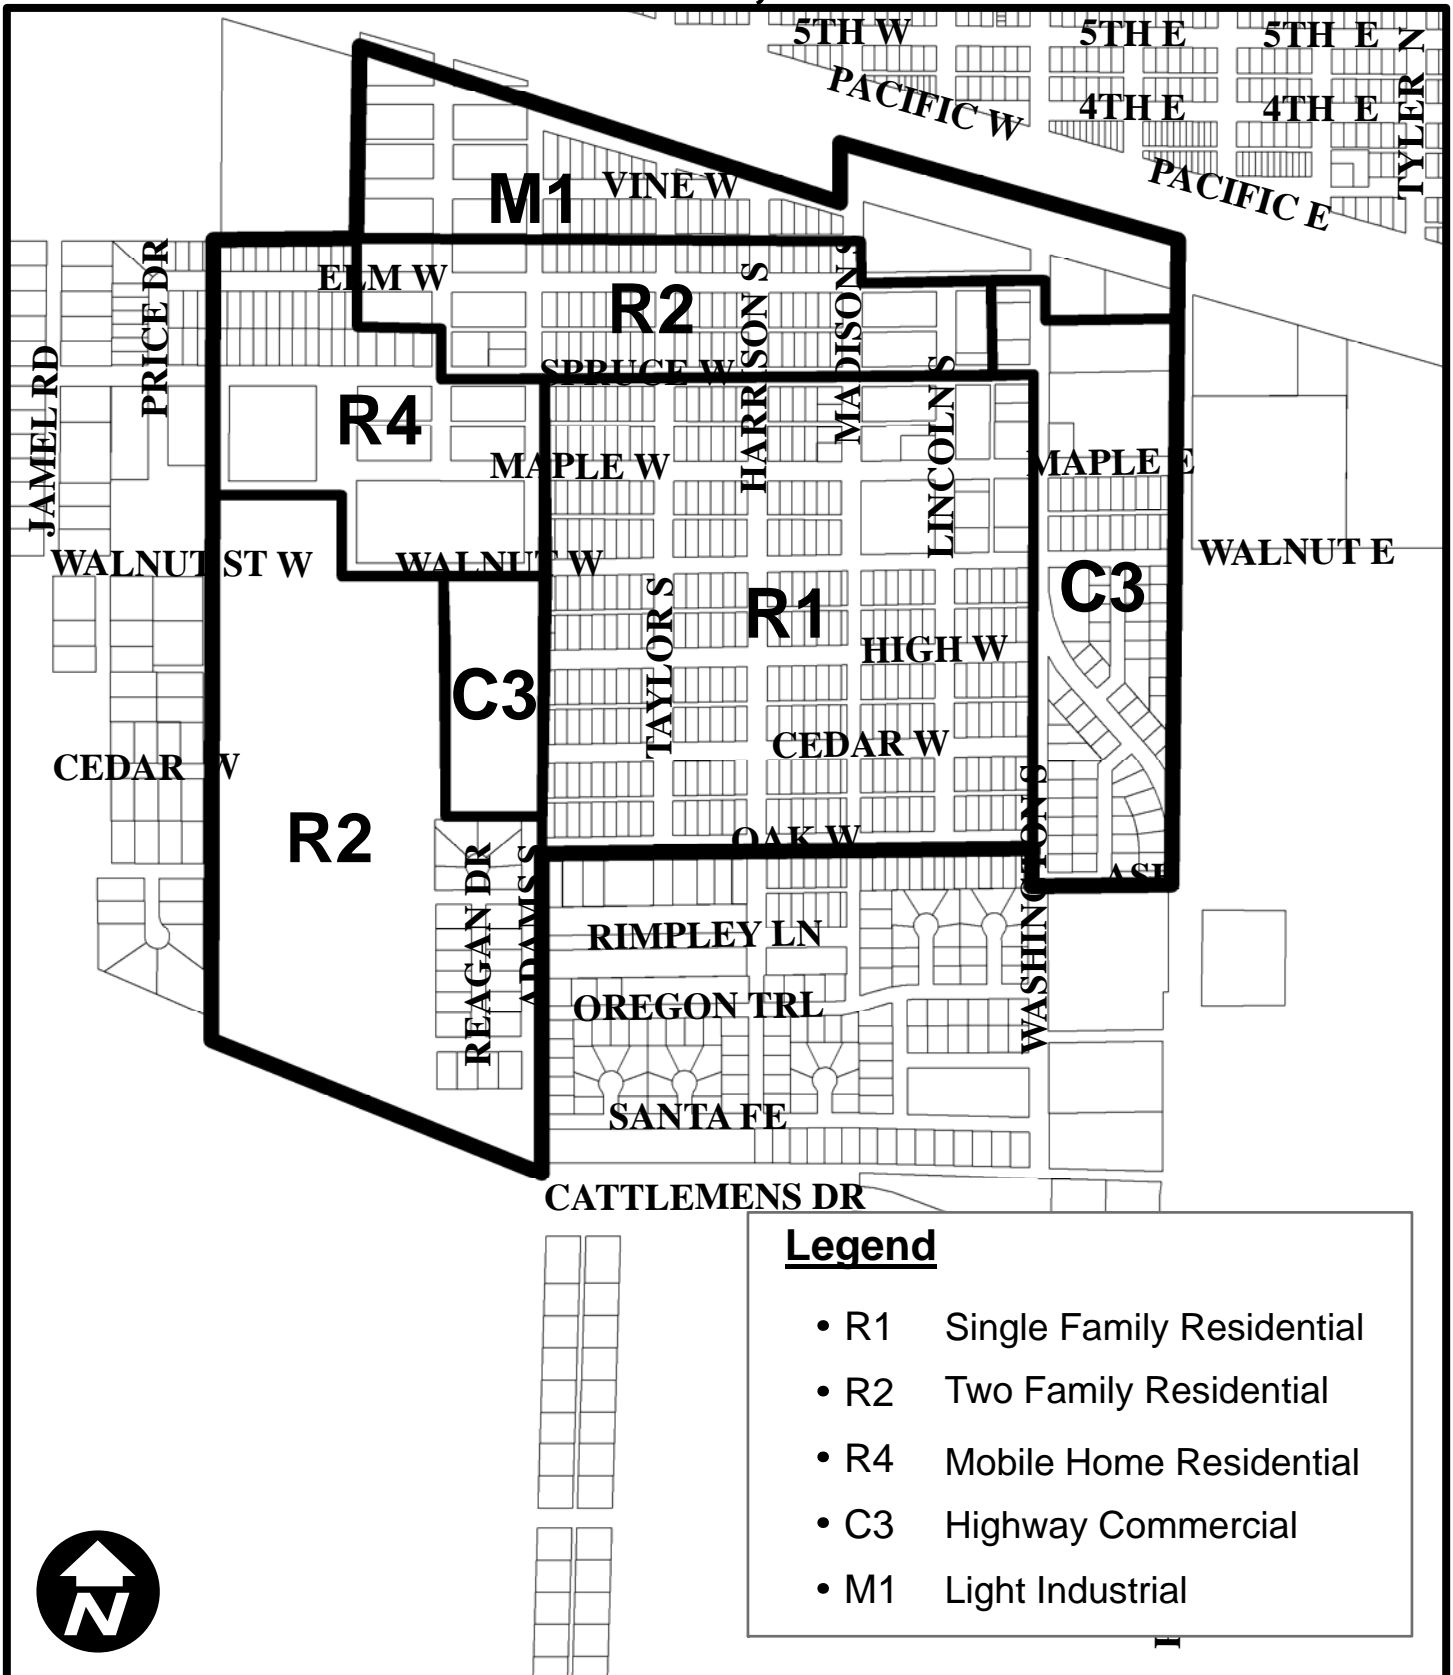 5TH W
5TH E
5TH E
TYLER N
PACIFIC W
4TH E
4TH E
PACIFIC E
M1
VINE W
PRICE DR
ELM W
R2
HARRISON S
MADISON S
JAMEL RD
SPRUCE W
LINCOLN S
R4
MAPLE W
MAPLE E
WALNUT ST W
WALNUT W
WALNUT E
C3
TAYLOR S
R1
HIGH W
C3
CEDAR W
CEDAR W
WASHINGTON S
R2
OAK W
REAGAN DR
ADAMS S
RIMPLEY LN
OREGON TRL
SANTA FE
CATTLEMENS DR
Legend
• R1 Single Family Residential
• R2 Two Family Residential
• R4 Mobile Home Residential
• C3 Highway Commercial
• M1 Light Industrial
N